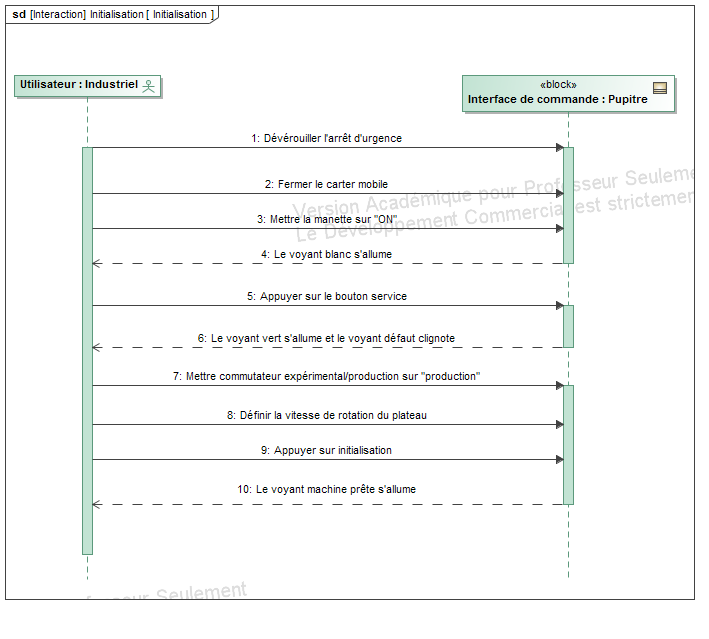 sd [Interaction] Initialisation [ Initialisation ]
Utilisateur : Industriel
«block»
Interface de commande : Pupitre
1: Dévérouiller l'arrêt d'urgence
2: Fermer le carter mobile
3: Mettre la manette sur "ON"
4: Le voyant blanc s'allume
5: Appuyer sur le bouton service
6: Le voyant vert s'allume et le voyant défaut clignote
7: Mettre commutateur expérimental/production sur "production"
8: Définir la vitesse de rotation du plateau
9: Appuyer sur initialisation
10: Le voyant machine prête s'allume
Version Académique pour Professeur Seuleme
Le Développement Commercial est strictemen
fesseur Seulement